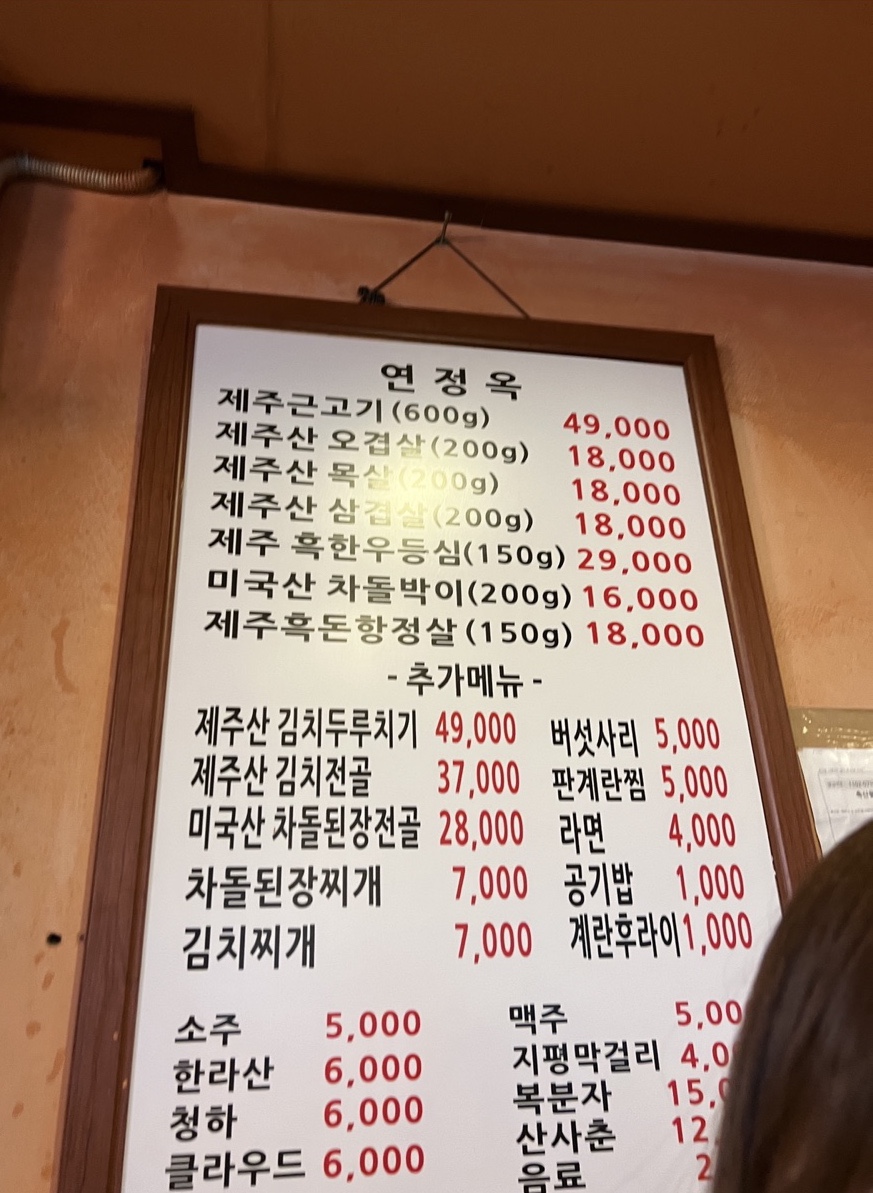 연정옥
제주근고기(600g) 49,000
제주산 오겹살(200g) 18,000
제주산 목살(200g) 18,000
제주산 삼겹살(200g) 18,000
제주 흑한우등심(150g) 29,000
미국산 차돌박이(200g) 16,000
제주흑돈항정살(150g) 18,000
- 추가메뉴 -
제주산 김치두루치기 49,000 버섯사리 5,000
제주산 김치전골 37,000 판계란찜 5,000
미국산 차돌된장전골 28,000 라면 4,000
차돌된장찌개 7,000 공기밥 1,000
김치찌개 7,000 계란후라이 1,000
소주 5,000 맥주 5,00
한라산 6,000 지평막걸리 4,0
청하 6,000 복분자 15,
클라우드 6,000 산사춘 12
음료 2